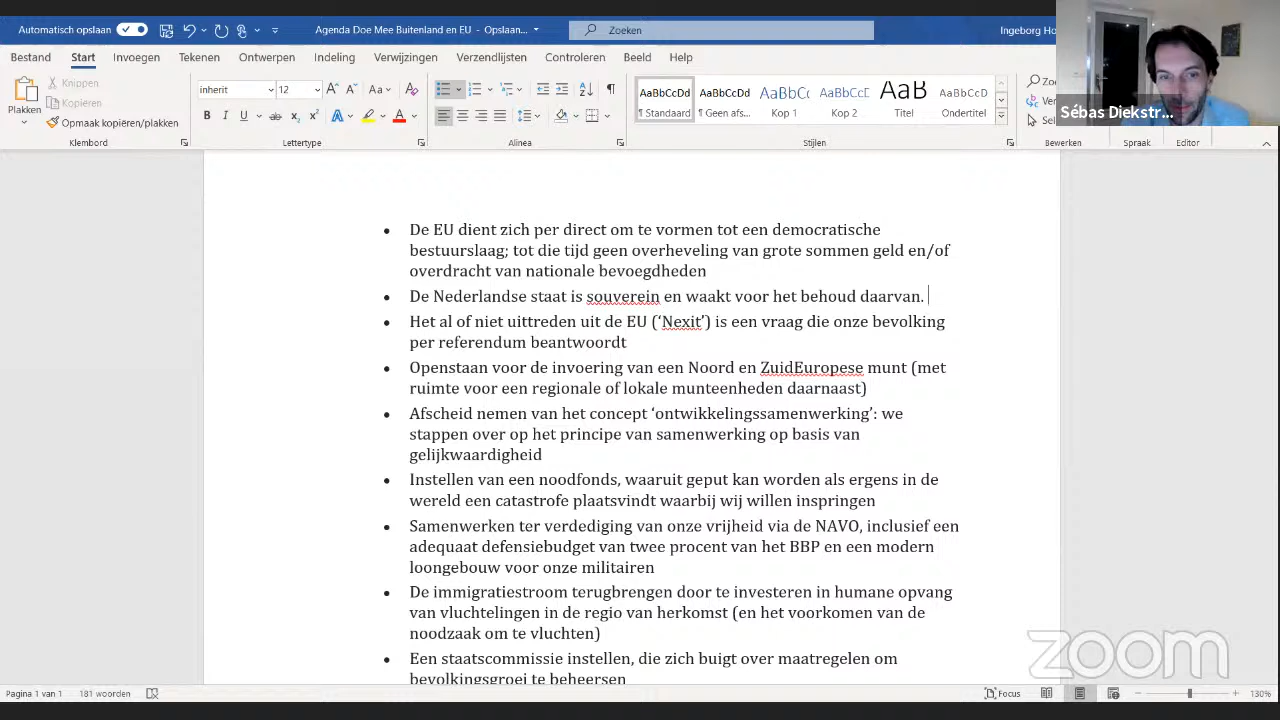 Automatisch opslaan
Agenda Doe Mee Buitenland en EU - Opslaan...
Zoeken
Ingeborg Ho
Bestand Start Invoegen Tekenen Ontwerpen Indeling Verwijzingen Verzendlijsten Controleren Beeld Help
Plakken
Knippen
Kopiëren
Opmaak kopiëren/plakken
Klembord
inherit 12
Lettertype
Alinea
AaBbCcDd AaBbCcDd AaBbCc AaBbCcD AaB AaBbCcD
¶ Standaard ¶ Geen afs... Kop 1 Kop 2 Titel Ondertitel
Stijlen
Bewerken
Spraak
Editor
Sébas Diekstr...
• De EU dient zich per direct om te vormen tot een democratische
bestuurslaag; tot die tijd geen overheveling van grote sommen geld en/of
overdracht van nationale bevoegdheden
• De Nederlandse staat is souverein en waakt voor het behoud daarvan.
• Het al of niet uittreden uit de EU (‘Nexit’) is een vraag die onze bevolking
per referendum beantwoordt
• Openstaan voor de invoering van een Noord en ZuidEuropese munt (met
ruimte voor een regionale of lokale munteenheden daarnaast)
• Afscheid nemen van het concept ‘ontwikkelingssamenwerking’: we
stappen over op het principe van samenwerking op basis van
gelijkwaardigheid
• Instellen van een noodfonds, waaruit geput kan worden als ergens in de
wereld een catastrofe plaatsvindt waarbij wij willen inspringen
• Samenwerken ter verdediging van onze vrijheid via de NAVO, inclusief een
adequaat defensiebudget van twee procent van het BBP en een modern
loongebouw voor onze militairen
• De immigratiestroom terugbrengen door te investeren in humane opvang
van vluchtelingen in de regio van herkomst (en het voorkomen van de
noodzaak om te vluchten)
• Een staatscommissie instellen, die zich buigt over maatregelen om
bevolkingsgroei te beheersen
zoom
Pagina 1 van 1 181 woorden
Focus
130%